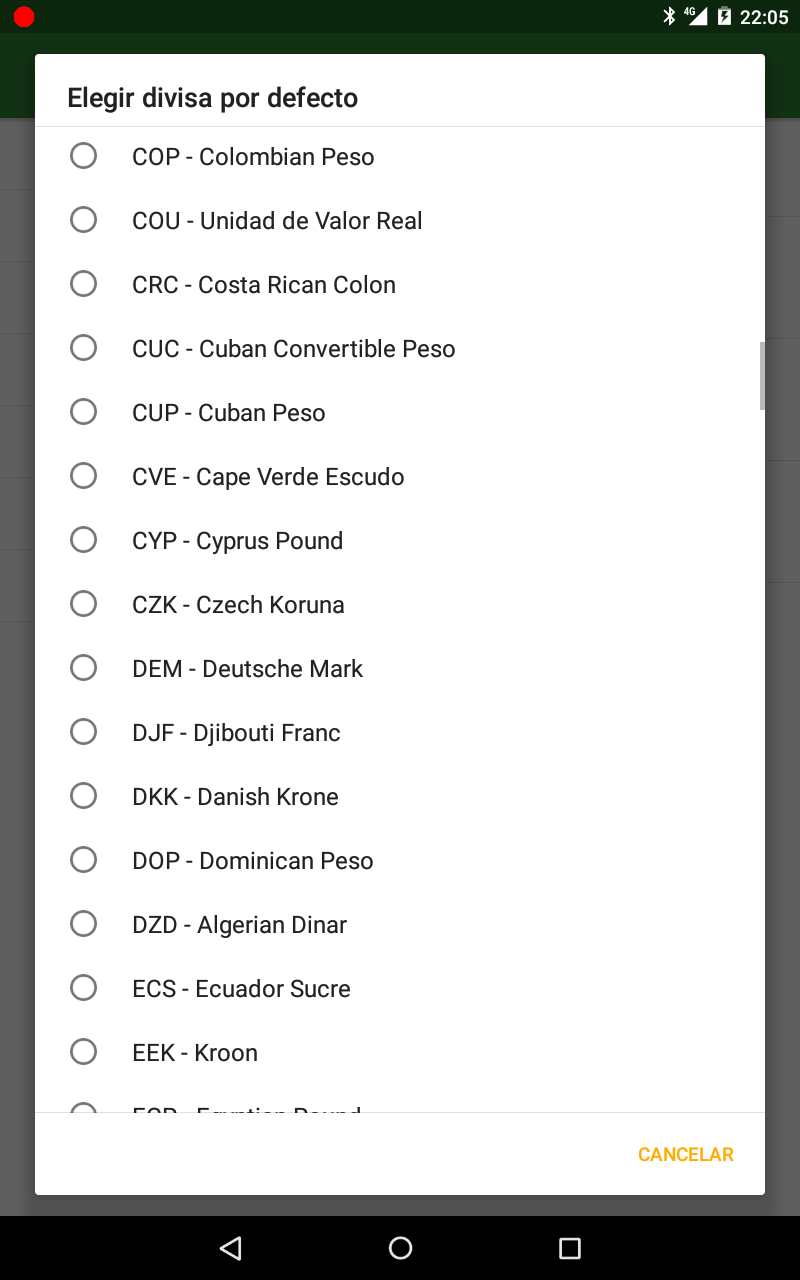 4G 22:05
Elegir divisa por defecto
COP - Colombian Peso
COU - Unidad de Valor Real
CRC - Costa Rican Colon
CUC - Cuban Convertible Peso
CUP - Cuban Peso
CVE - Cape Verde Escudo
CYP - Cyprus Pound
CZK - Czech Koruna
DEM - Deutsche Mark
DJF - Djibouti Franc
DKK - Danish Krone
DOP - Dominican Peso
DZD - Algerian Dinar
ECS - Ecuador Sucre
EEK - Kroon
EGP - Egyptian Pound
CANCELAR